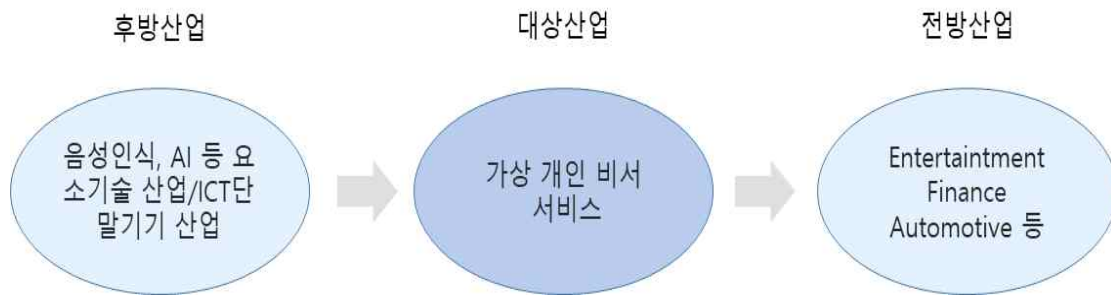 후방산업
대상산업
전방산업
음성인식, AI 등 요
소기술 산업/ICT단
말기기 산업
가상 개인 비서
서비스
Entertaintment
Finance
Automotive 등